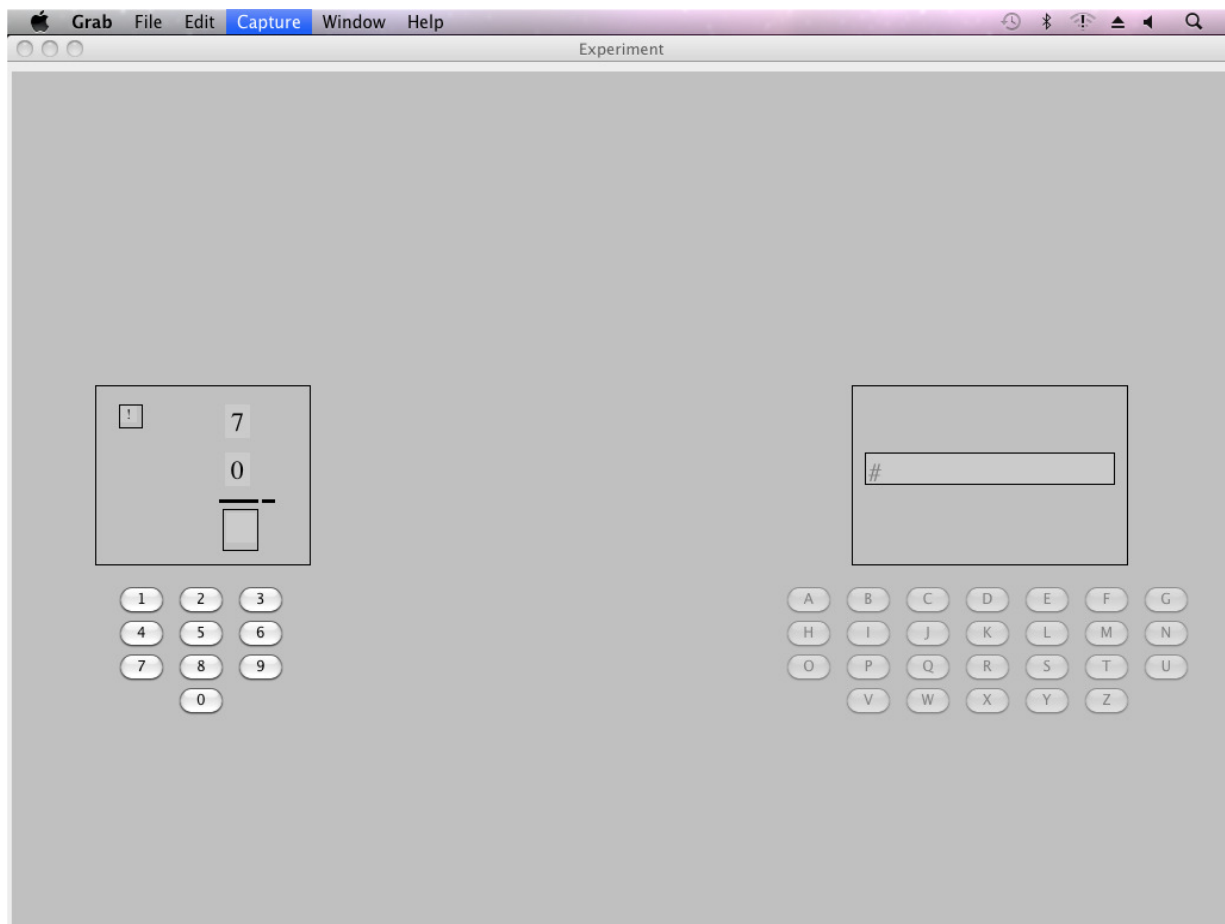 Grab File Edit Capture Window Help
Experiment
!
7
0
-
#
1 2 3
4 5 6
7 8 9
0
A B C D E F G
H I J K L M N
O P Q R S T U
V W X Y Z